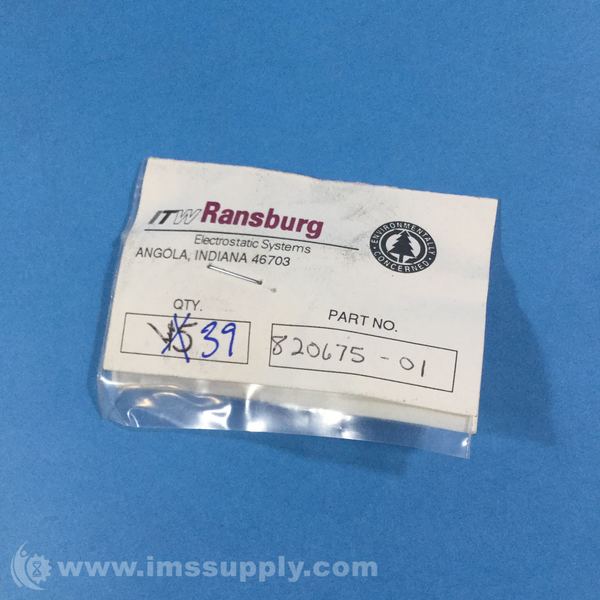 ITW Ransburg
Electrostatic Systems
ANGOLA, INDIANA 46703
ENVIRONMENTALLY
CONCERNED
QTY.
39
PART NO.
820675-01
www.imssupply.com